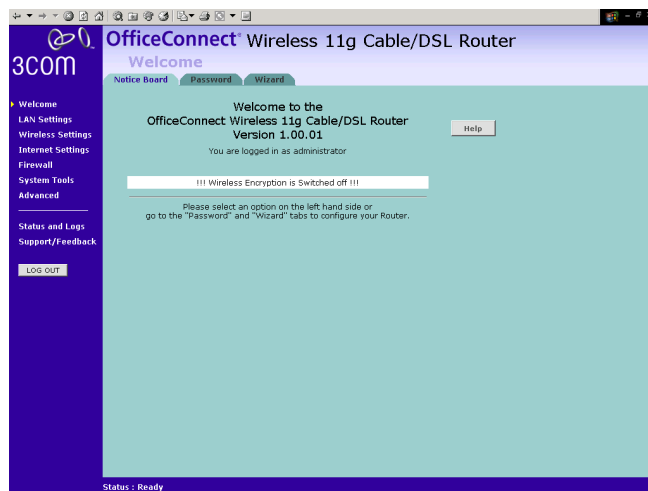 OfficeConnect® Wireless 11g Cable/DSL Router
3COM
Welcome
Notice Board Password Wizard
Welcome
LAN Settings
Wireless Settings
Internet Settings
Firewall
System Tools
Advanced
Status and Logs
Support/Feedback
LOG OUT
Welcome to the
OfficeConnect Wireless 11g Cable/DSL Router
Version 1.00.01
You are logged in as administrator
Help
!!! Wireless Encryption is Switched off !!!
Please select an option on the left hand side or
go to the "Password" and "Wizard" tabs to configure your Router.
Status : Ready